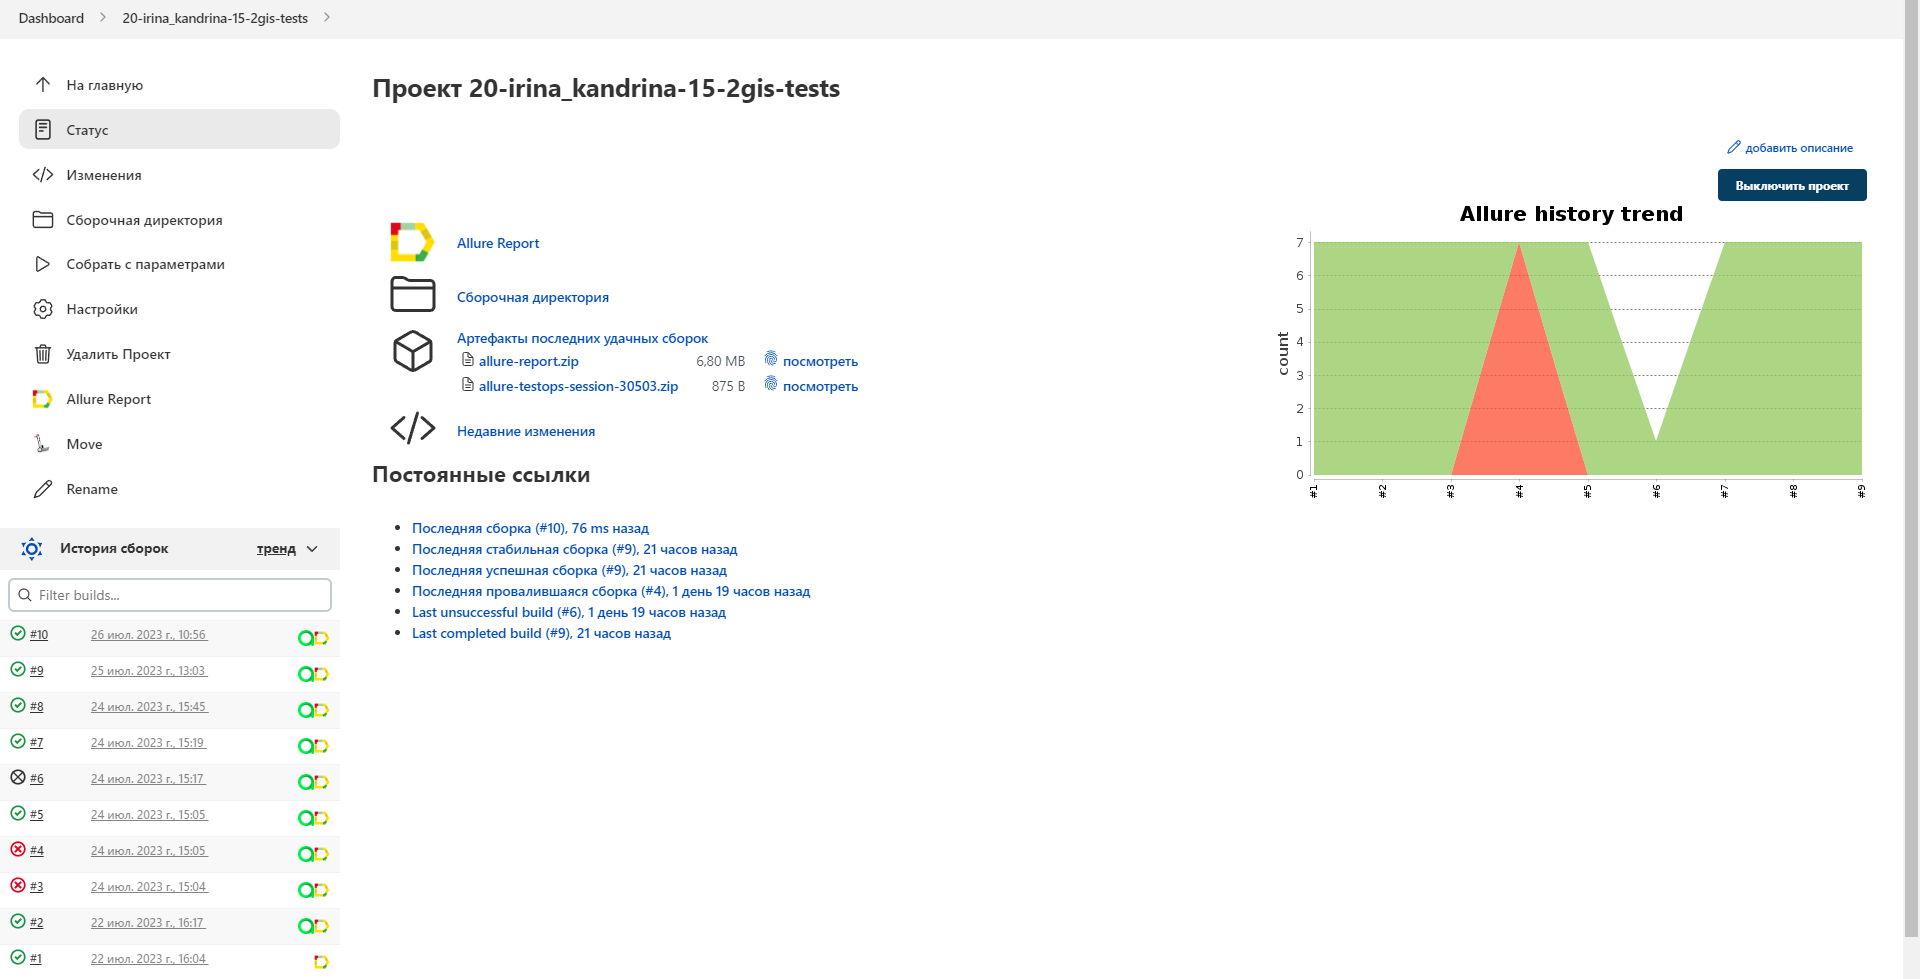 Dashboard
20-irina_kandrina-15-2gis-tests
На главную
Статус
Изменения
Сборочная директория
Собрать с параметрами
Настройки
Удалить Проект
Allure Report
Move
Rename
История сборок
тренд
Filter builds...
#10 26 июл. 2023 г., 10:56
#9 25 июл. 2023 г., 13:03
#8 24 июл. 2023 г., 15:45
#7 24 июл. 2023 г., 15:19
#6 24 июл. 2023 г., 15:17
#5 24 июл. 2023 г., 15:05
#4 24 июл. 2023 г., 15:05
#3 24 июл. 2023 г., 15:04
#2 22 июл. 2023 г., 16:17
#1 22 июл. 2023 г., 16:04
Проект 20-irina_kandrina-15-2gis-tests
добавить описание
Выключить проект
Allure Report
Сборочная директория
Артефакты последних удачных сборок
allure-report.zip 6,80 MB посмотреть
allure-testops-session-30503.zip 875 B посмотреть
Недавние изменения
Постоянные ссылки
Последняя сборка (#10), 76 ms назад
Последняя стабильная сборка (#9), 21 часов назад
Последняя успешная сборка (#9), 21 часов назад
Последняя провалившаяся сборка (#4), 1 день 19 часов назад
Last unsuccessful build (#6), 1 день 19 часов назад
Last completed build (#9), 21 часов назад
Allure history trend
count
7
6
5
4
3
2
1
0
#1 #2 #3 #4 #5 #6 #7 #8 #9